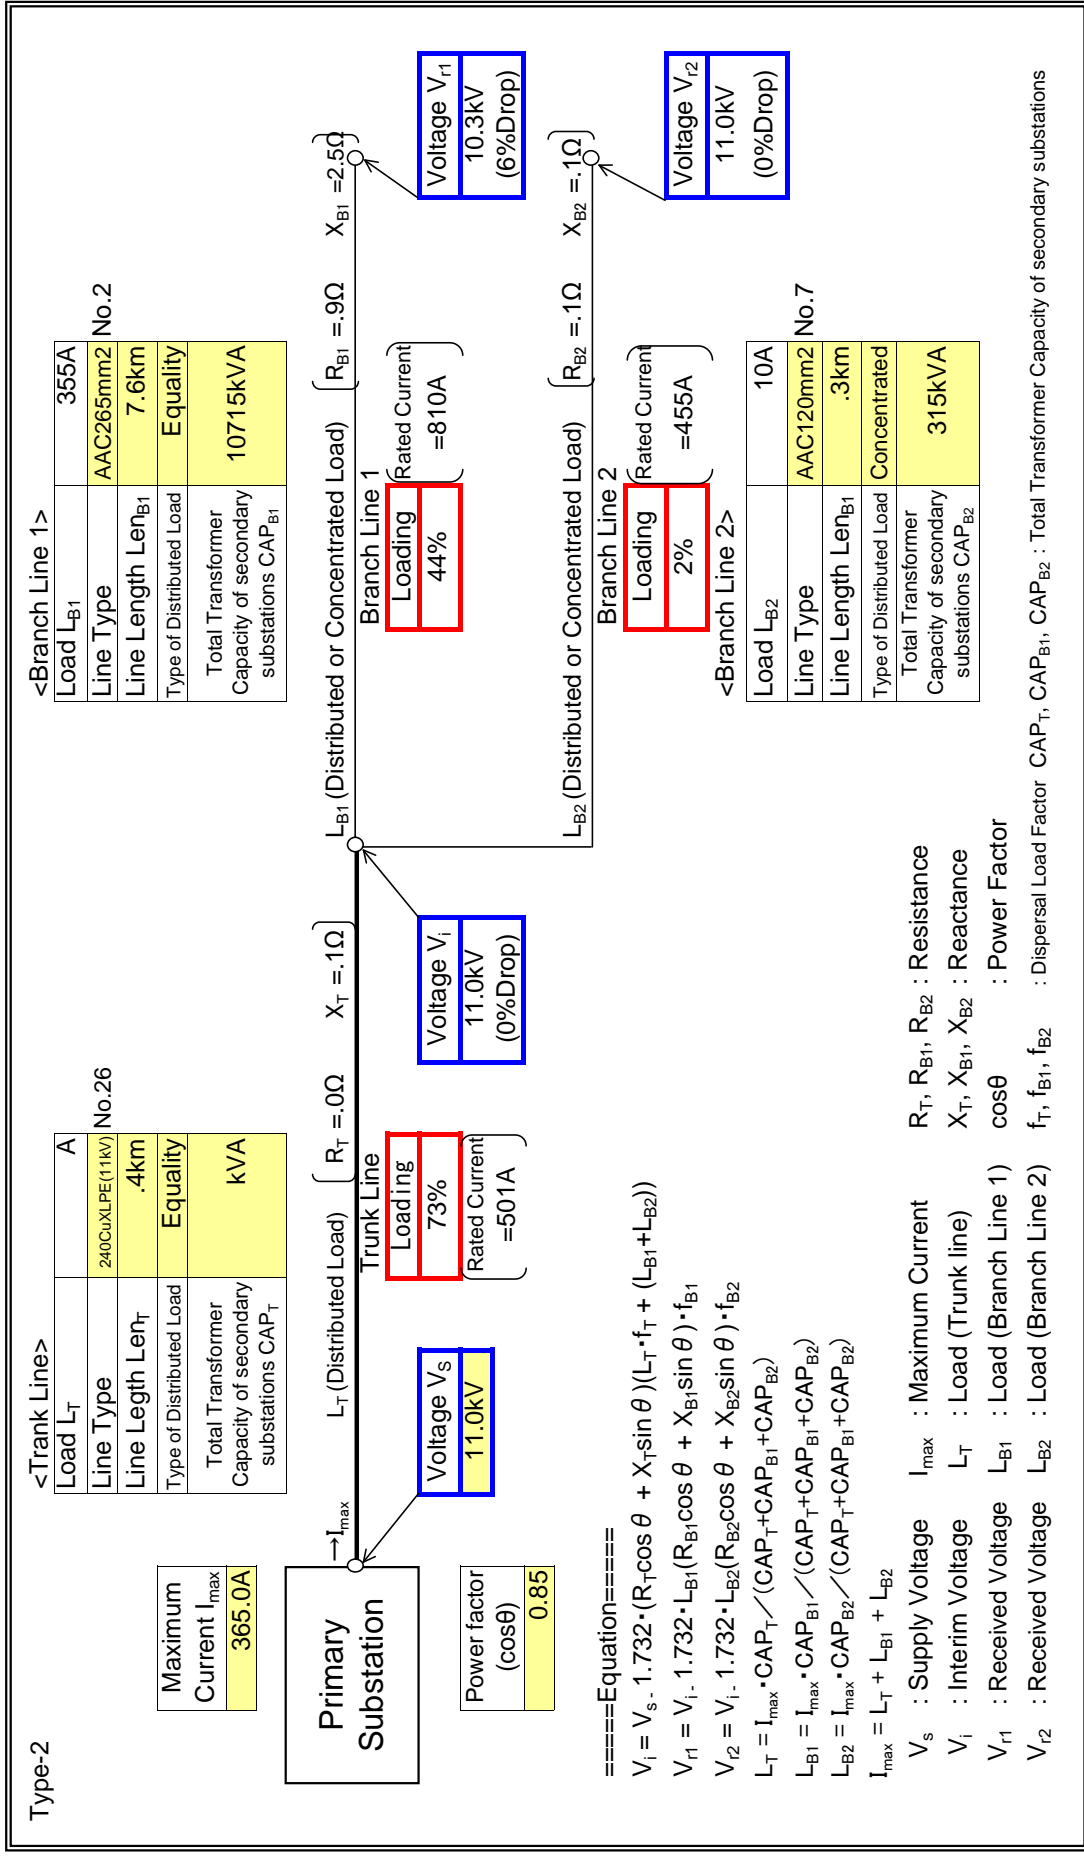 Type-2
Maximum
Current Imax
365.0A
Primary
Substation
Power factor
(cosθ)
0.85
→Imax
Voltage VS
11.0kV
<Trank Line>
Load LT A
Line Type 240CuXLPE(11kV) No.26
Line Legth LenT .4km
Type of Distributed Load Equality
Total Transformer
Capacity of secondary
substations CAPT
kVA
LT (Distributed Load)
RT =.0Ω XT =.1Ω
Trunk Line
Loading
73%
Rated Current
=501A
Voltage Vi
11.0kV
(0%Drop)
<Branch Line 1>
Load LB1 355A
Line Type AAC265mm2 No.2
Line Length LenB1 7.6km
Type of Distributed Load Equality
Total Transformer
Capacity of secondary
substations CAPB1
10715kVA
LB1 (Distributed or Concentrated Load)
RB1 =.9Ω XB1 =2.5Ω
Branch Line 1
Loading
44%
Rated Current
=810A
Voltage Vr1
10.3kV
(6%Drop)
LB2 (Distributed or Concentrated Load)
RB2 =.1Ω XB2 =.1Ω
Branch Line 2
Loading
2%
Rated Current
=455A
Voltage Vr2
11.0kV
(0%Drop)
<Branch Line 2>
Load LB2 10A
Line Type AAC120mm2 No.7
Line Length LenB1 .3km
Type of Distributed Load Concentrated
Total Transformer
Capacity of secondary
substations CAPB2
315kVA
=====Equation=====
Vi = Vs - 1.732・(RTcosθ + XTsinθ)(LT・fT + (LB1+LB2))
Vr1 = Vi - 1.732・LB1(RB1cosθ + XB1sinθ)・fB1
Vr2 = Vi - 1.732・LB2(RB2cosθ + XB2sinθ)・fB2
LT = Imax・CAPT／(CAPT+CAPB1+CAPB2)
LB1 = Imax・CAPB1／(CAPT+CAPB1+CAPB2)
LB2 = Imax・CAPB2／(CAPT+CAPB1+CAPB2)
Imax = LT + LB1 + LB2
Vs : Supply Voltage Imax : Maximum Current RT, RB1, RB2 : Resistance
Vi : Interim Voltage LT : Load (Trunk line) XT, XB1, XB2 : Reactance
Vr1 : Received Voltage LB1 : Load (Branch Line 1) cosθ : Power Factor
Vr2 : Received Voltage LB2 : Load (Branch Line 2) fT, fB1, fB2 : Dispersal Load Factor CAPT, CAPB1, CAPB2 : Total Transformer Capacity of secondary substations